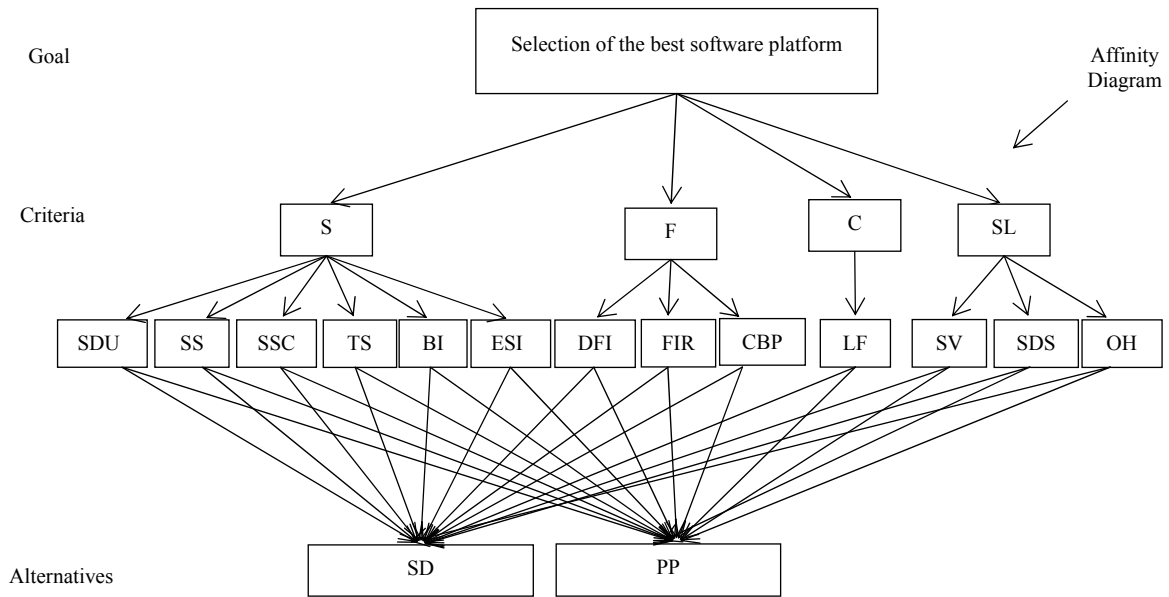 Goal
Selection of the best software platform
Affinity
Diagram
Criteria
S
F
C
SL
SDU
SS
SSC
TS
BI
ESI
DFI
FIR
CBP
LF
SV
SDS
OH
SD
PP
Alternatives